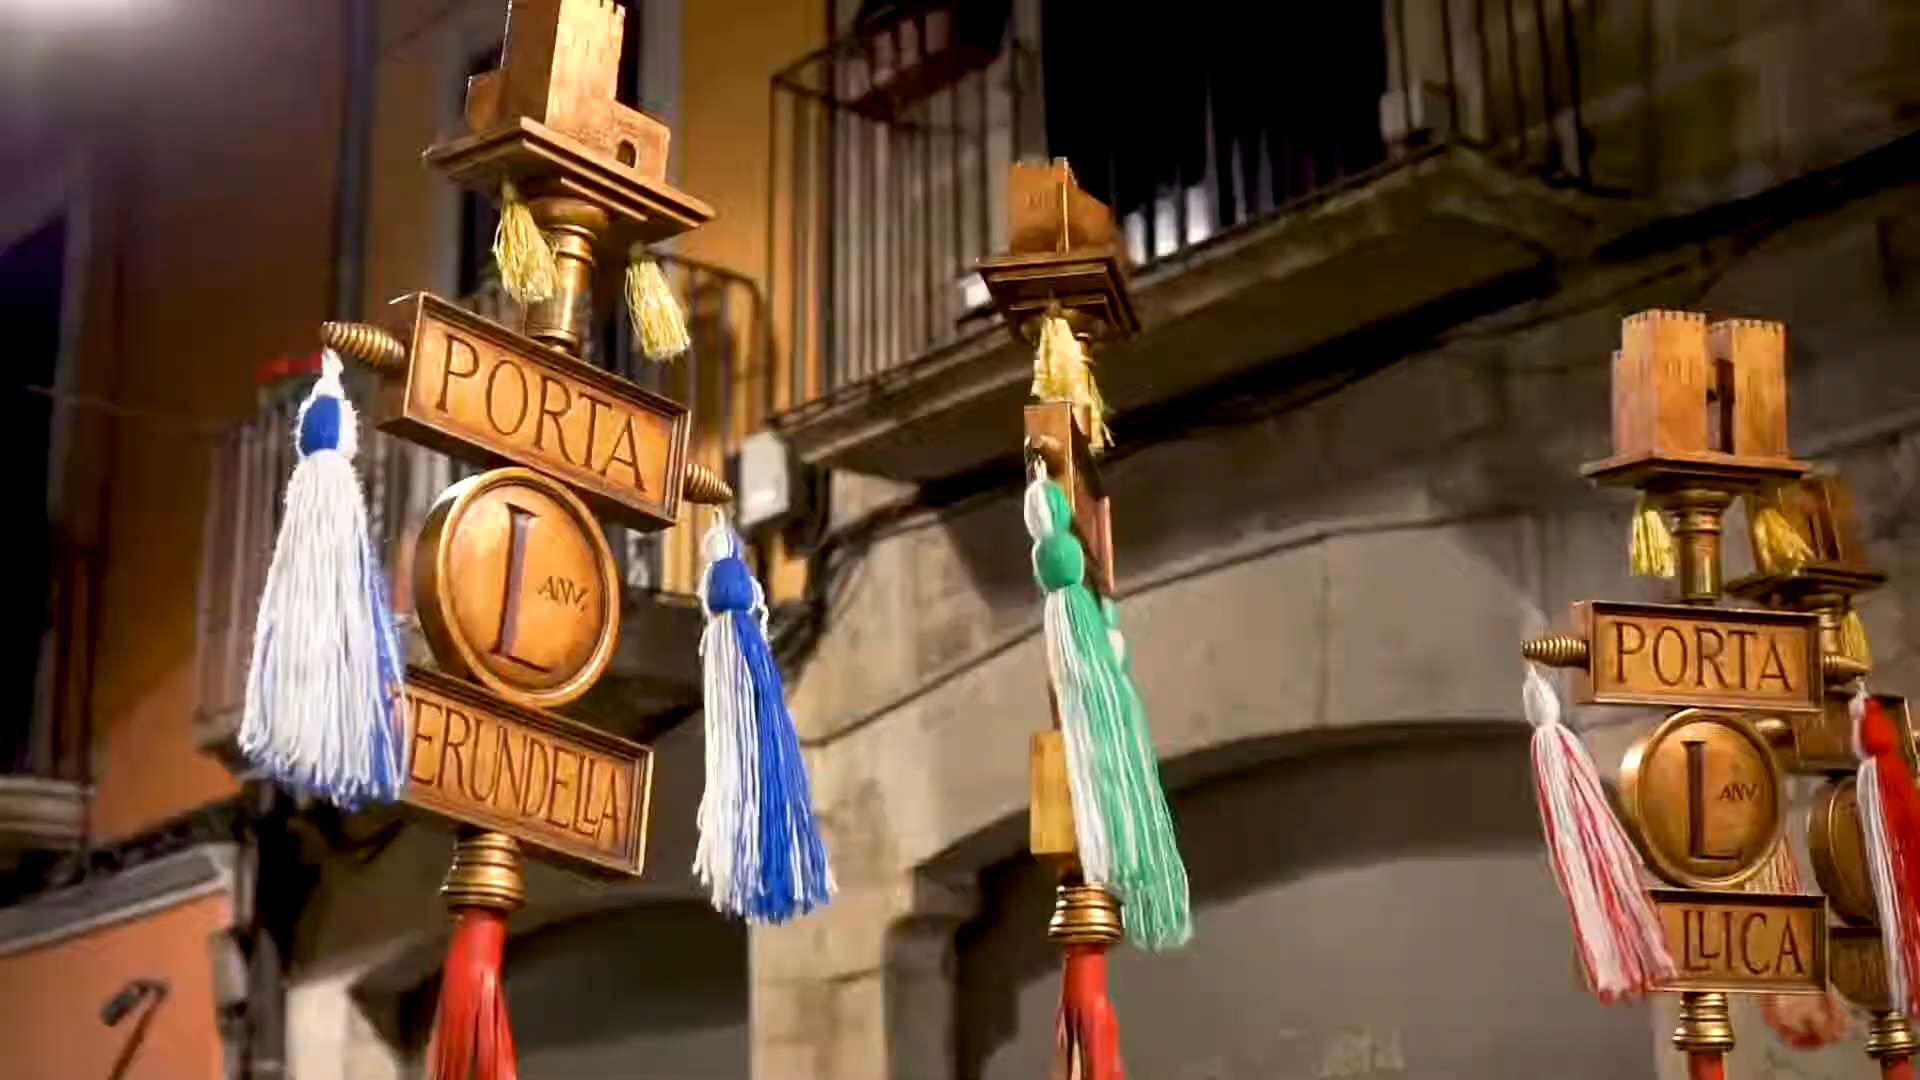 PORTA
L
ANV.
ERUNDELLA
PORTA
L
ANV
LLICA